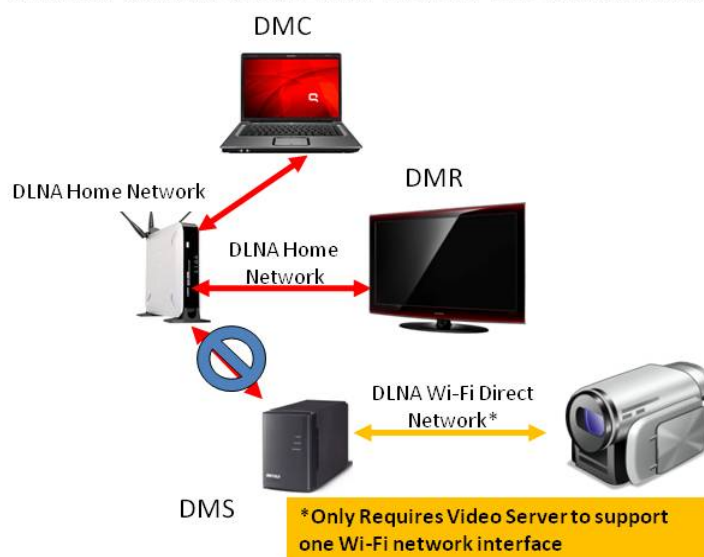 DMC
DLNA Home Network
DMR
DLNA Home
Network
DLNA Wi-Fi Direct
Network*
DMS
*Only Requires Video Server to support
one Wi-Fi network interface